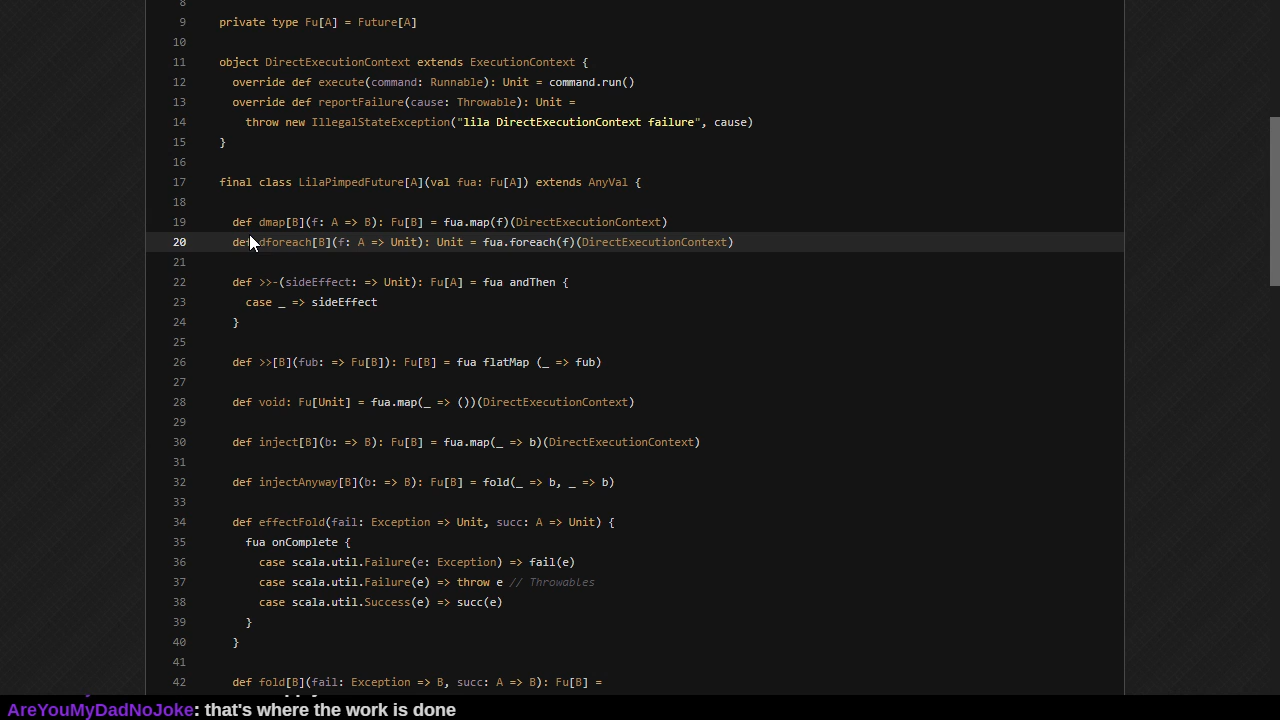 8
9 private type Fu[A] = Future[A]
10
11 object DirectExecutionContext extends ExecutionContext {
12 override def execute(command: Runnable): Unit = command.run()
13 override def reportFailure(cause: Throwable): Unit =
14 throw new IllegalStateException("lila DirectExecutionContext failure", cause)
15 }
16
17 final class LilaPimpedFuture[A](val fua: Fu[A]) extends AnyVal {
18
19 def dmap[B](f: A => B): Fu[B] = fua.map(f)(DirectExecutionContext)
20 def dforeach[B](f: A => Unit): Unit = fua.foreach(f)(DirectExecutionContext)
21
22 def >>-(sideEffect: => Unit): Fu[A] = fua andThen {
23 case _ => sideEffect
24 }
25
26 def >>[B](fub: => Fu[B]): Fu[B] = fua flatMap (_ => fub)
27
28 def void: Fu[Unit] = fua.map(_ => ())(DirectExecutionContext)
29
30 def inject[B](b: => B): Fu[B] = fua.map(_ => b)(DirectExecutionContext)
31
32 def injectAnyway[B](b: => B): Fu[B] = fold(_ => b, _ => b)
33
34 def effectFold(fail: Exception => Unit, succ: A => Unit) {
35 fua onComplete {
36 case scala.util.Failure(e: Exception) => fail(e)
37 case scala.util.Failure(e) => throw e // Throwables
38 case scala.util.Success(e) => succ(e)
39 }
40 }
41
42 def fold[B](fail: Exception => B, succ: A => B): Fu[B] =
AreYouMyDadNoJoke: that's where the work is done